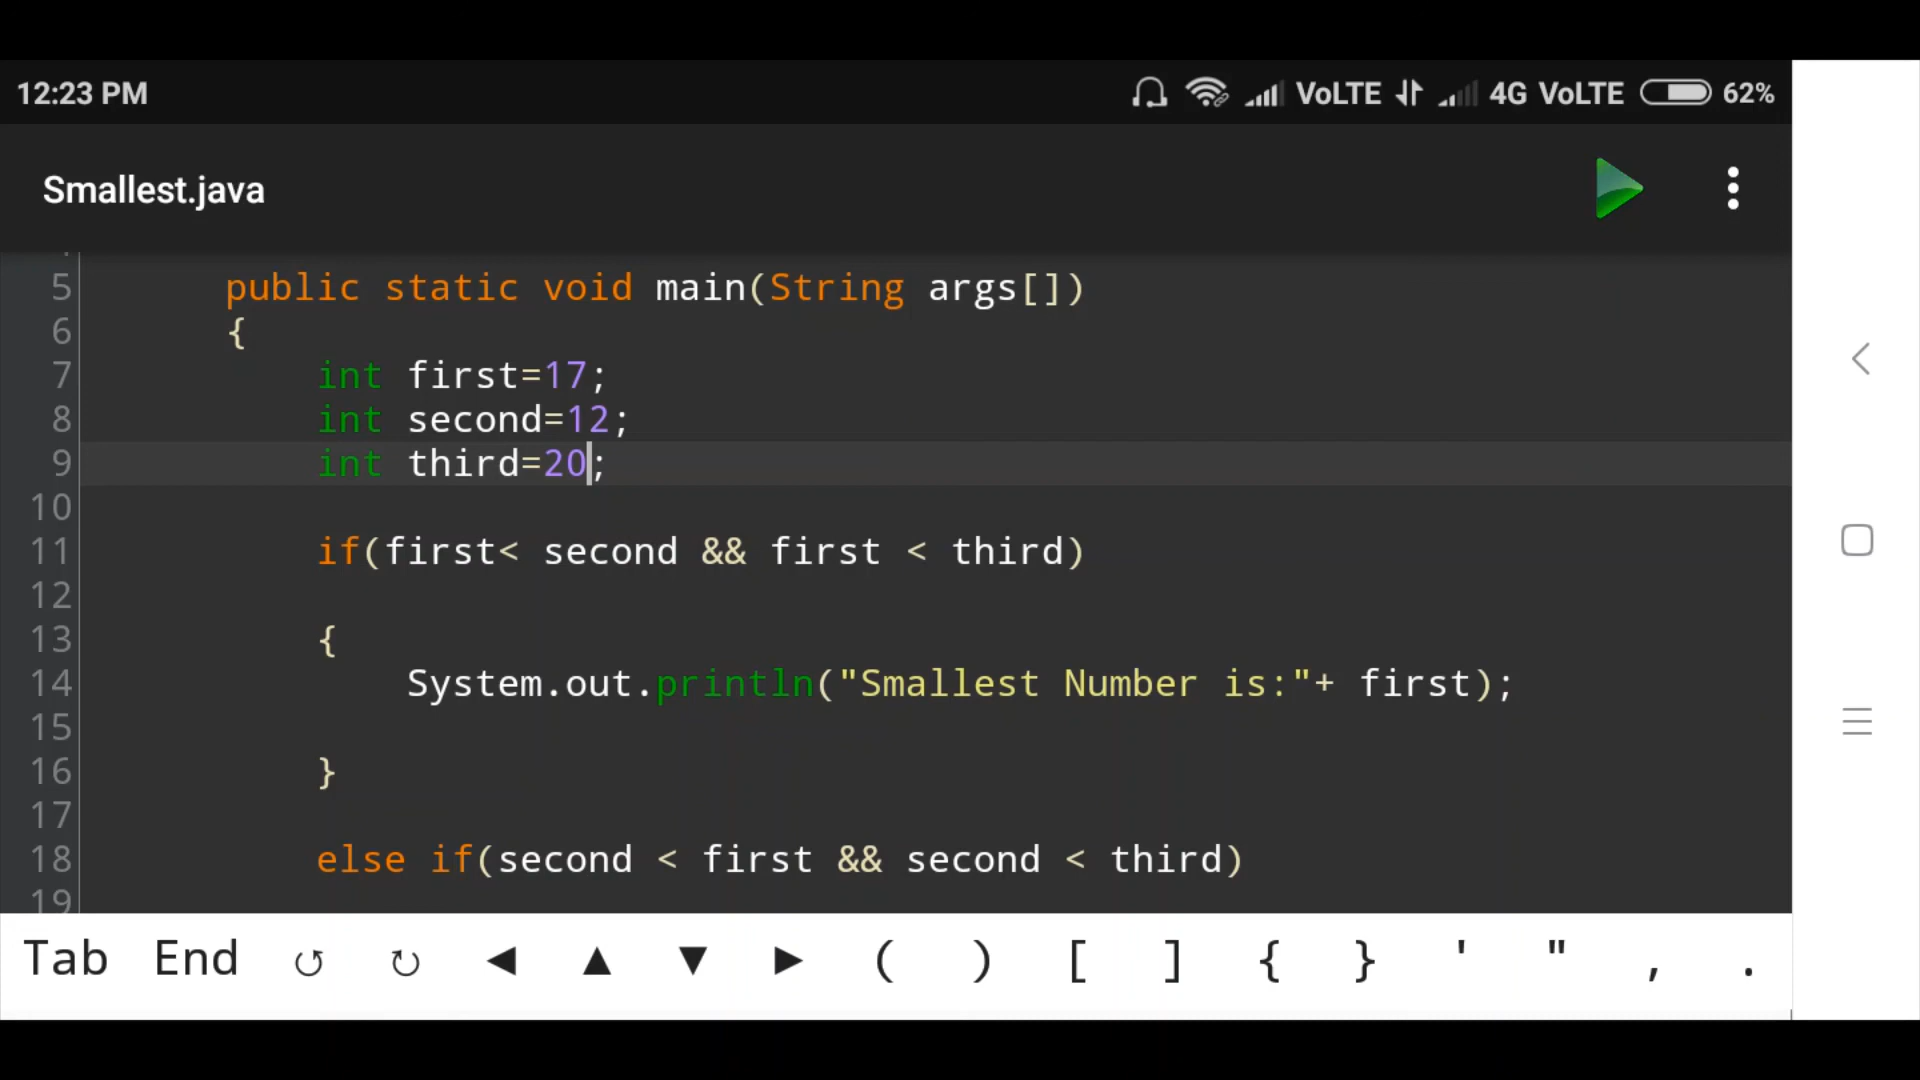 12:23 PM VoLTE 4G VoLTE 62%
Smallest.java
5 public static void main(String args[])
6 {
7 int first=17;
8 int second=12;
9 int third=20;
10
11 if(first< second && first < third)
12
13 {
14 System.out.println("Smallest Number is:"+ first);
15
16 }
17
18 else if(second < first && second < third)
19
Tab End ↺ ↻ ◀ ▲ ▼ ▶ ( ) [ ] { } ' " , .